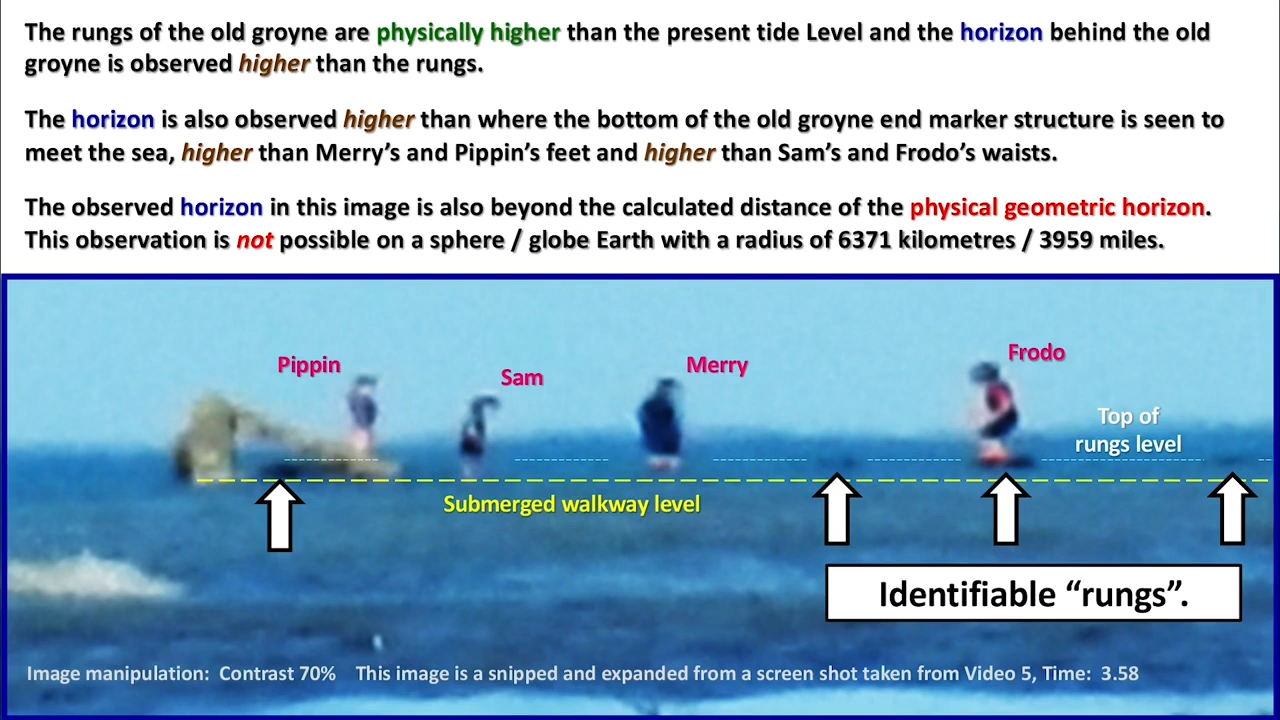 The rungs of the old groyne are physically higher than the present tide Level and the horizon behind the old
groyne is observed higher than the rungs.
The horizon is also observed higher than where the bottom of the old groyne end marker structure is seen to
meet the sea, higher than Merry’s and Pippin’s feet and higher than Sam’s and Frodo’s waists.
The observed horizon in this image is also beyond the calculated distance of the physical geometric horizon.
This observation is not possible on a sphere / globe Earth with a radius of 6371 kilometres / 3959 miles.
Pippin
Sam
Merry
Frodo
Top of
rungs level
Submerged walkway level
Identifiable “rungs”.
Image manipulation: Contrast 70% This image is a snipped and expanded from a screen shot taken from Video 5, Time: 3.58